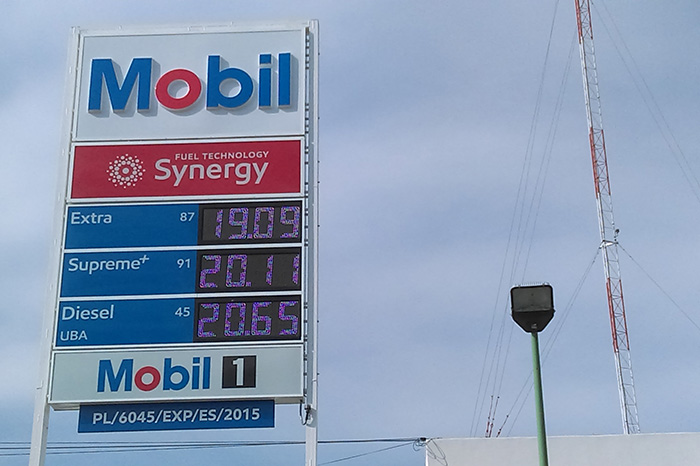 Mobil
FUEL TECHNOLOGY
Synergy
Extra 87 19.09
Supreme+ 91 20.11
Diesel 45 20.65
UBA
Mobil 1
PL/6045/EXP/ES/2015